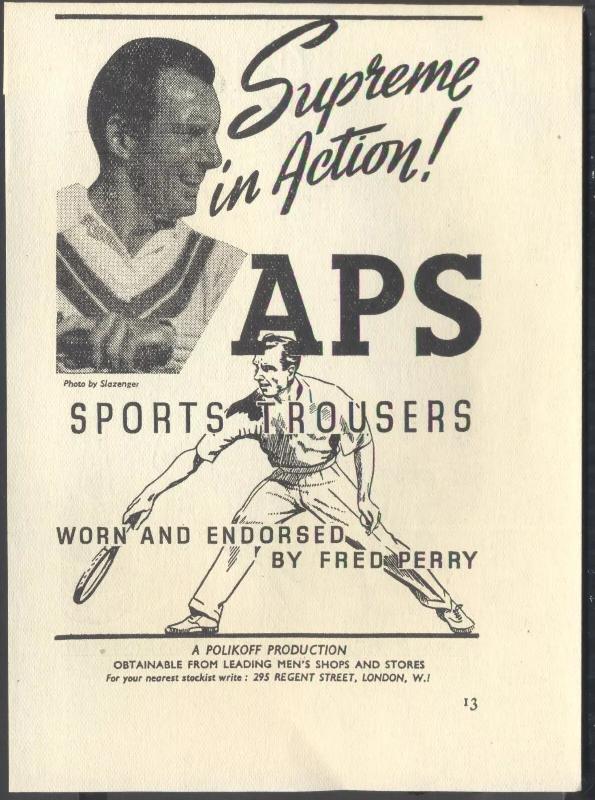 Supreme
in Action!
APS
Photo by Slazenger
SPORTS TROUSERS
WORN AND ENDORSED
BY FRED PERRY
A POLIKOFF PRODUCTION
OBTAINABLE FROM LEADING MEN'S SHOPS AND STORES
For your nearest stockist write : 295 REGENT STREET, LONDON, W.I
13